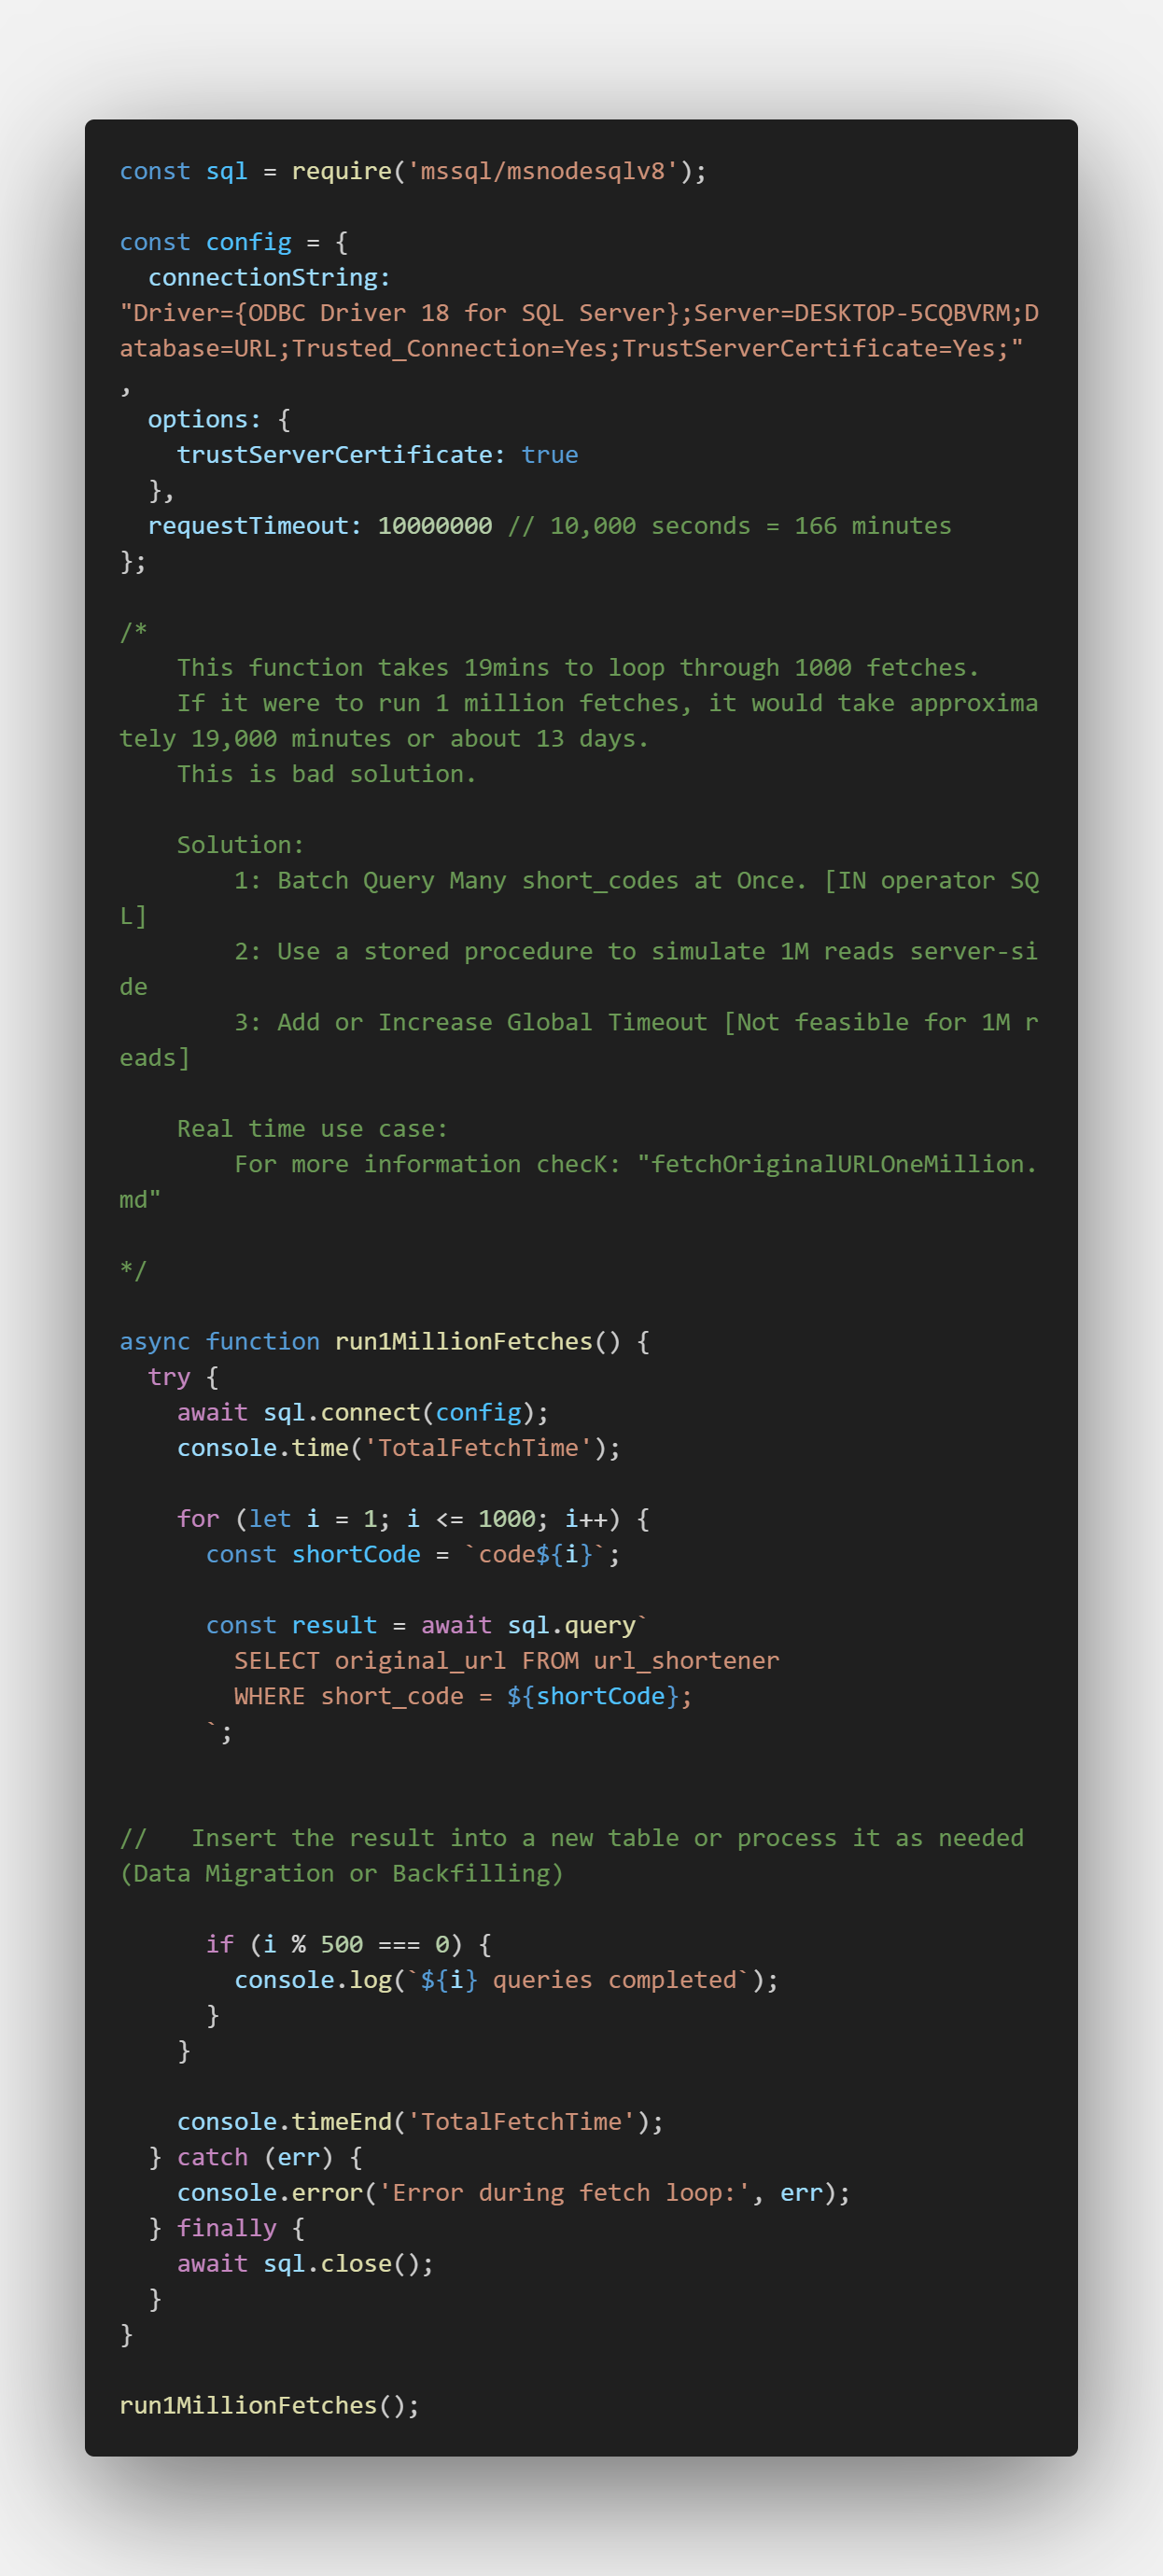 const sql = require('mssql/msnodesqlv8');
const config = {
connectionString:
"Driver={ODBC Driver 18 for SQL Server};Server=DESKTOP-5CQBVRM;D
atabase=URL;Trusted_Connection=Yes;TrustServerCertificate=Yes;"
,
options: {
trustServerCertificate: true
},
requestTimeout: 10000000 // 10,000 seconds = 166 minutes
};
/*
This function takes 19mins to loop through 1000 fetches.
If it were to run 1 million fetches, it would take approxima
tely 19,000 minutes or about 13 days.
This is bad solution.
Solution:
1: Batch Query Many short_codes at Once. [IN operator SQ
L]
2: Use a stored procedure to simulate 1M reads server-si
de
3: Add or Increase Global Timeout [Not feasible for 1M r
eads]
Real time use case:
For more information checK: "fetchOriginalURLOneMillion.
md"
*/
async function run1MillionFetches() {
try {
await sql.connect(config);
console.time('TotalFetchTime');
for (let i = 1; i <= 1000; i++) {
const shortCode = `code${i}`;
const result = await sql.query`
SELECT original_url FROM url_shortener
WHERE short_code = ${shortCode};
`;
//   Insert the result into a new table or process it as needed
(Data Migration or Backfilling)
if (i % 500 === 0) {
console.log(`${i} queries completed`);
}
}
console.timeEnd('TotalFetchTime');
} catch (err) {
console.error('Error during fetch loop:', err);
} finally {
await sql.close();
}
}
run1MillionFetches();